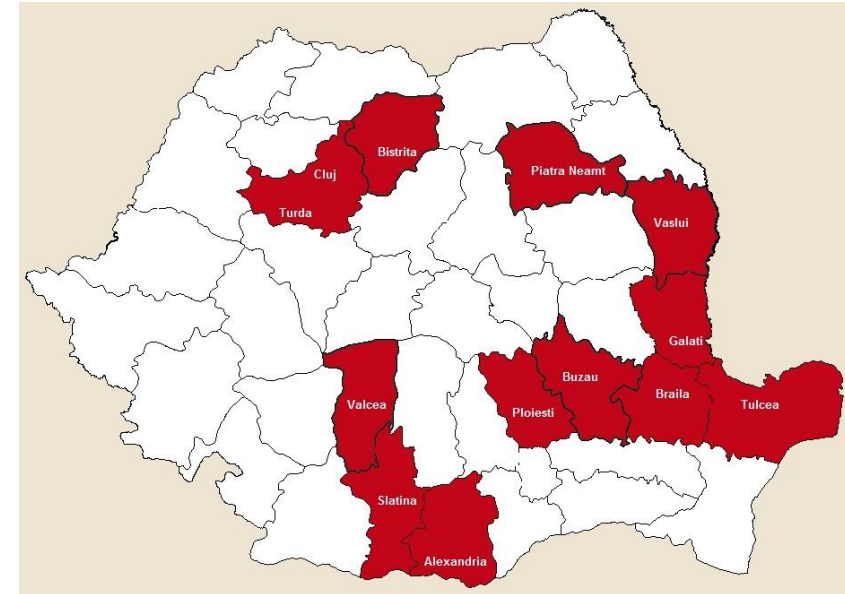 Bistrita
Cluj
Piatra Neamt
Turda
Vaslui
Galati
Buzau
Braila
Valcea
Ploiesti
Tulcea
Slatina
Alexandria